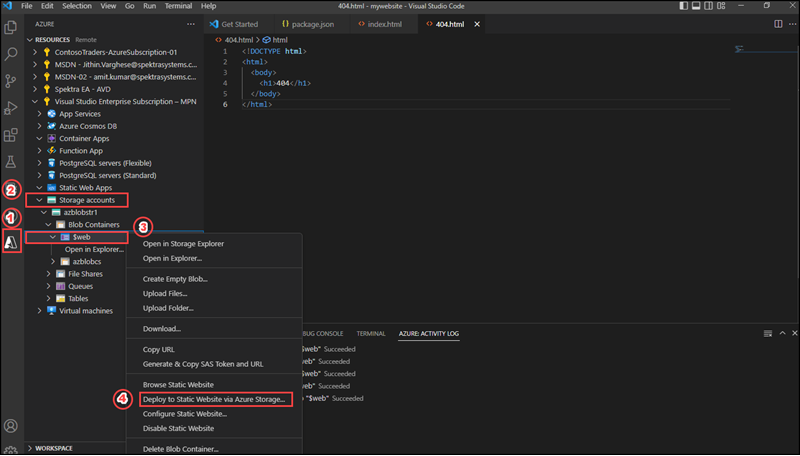 File Edit Selection View Go Run Terminal Help
404.html - mywebsite - Visual Studio Code
AZURE
Get Started
package.json
index.html
404.html
RESOURCES Remote
ContosoTraders-AzureSubscription-01
MSDN - Jithin.Varghese@spektrasystems.c
MSDN-02 - amit.kumar@spektrasystems.c
Spektra EA - AVD
Visual Studio Enterprise Subscription – MPN
App Services
Azure Cosmos DB
Container Apps
Function App
PostgreSQL servers (Flexible)
PostgreSQL servers (Standard)
Static Web Apps
Storage accounts
azblobstr1
Blob Containers
$web
Open in Explorer...
azblobcs
File Shares
Queues
Tables
Virtual machines
WORKSPACE
2
1
3
4
404.html > html
1 <!DOCTYPE html>
2 <html>
3 <body>
4 <h1>404</h1>
5 </body>
6 </html>
Open in Storage Explorer
Open in Explorer...
Create Empty Blob...
Upload Files...
Upload Folder...
Download...
Copy URL
Generate & Copy SAS Token and URL
Browse Static Website
Deploy to Static Website via Azure Storage...
Configure Static Website...
Disable Static Website
Delete Blob Container...
BUG CONSOLE TERMINAL AZURE: ACTIVITY LOG
$web" Succeeded
$web" Succeeded
$web" Succeeded
$web" Succeeded
"$web" Succeeded